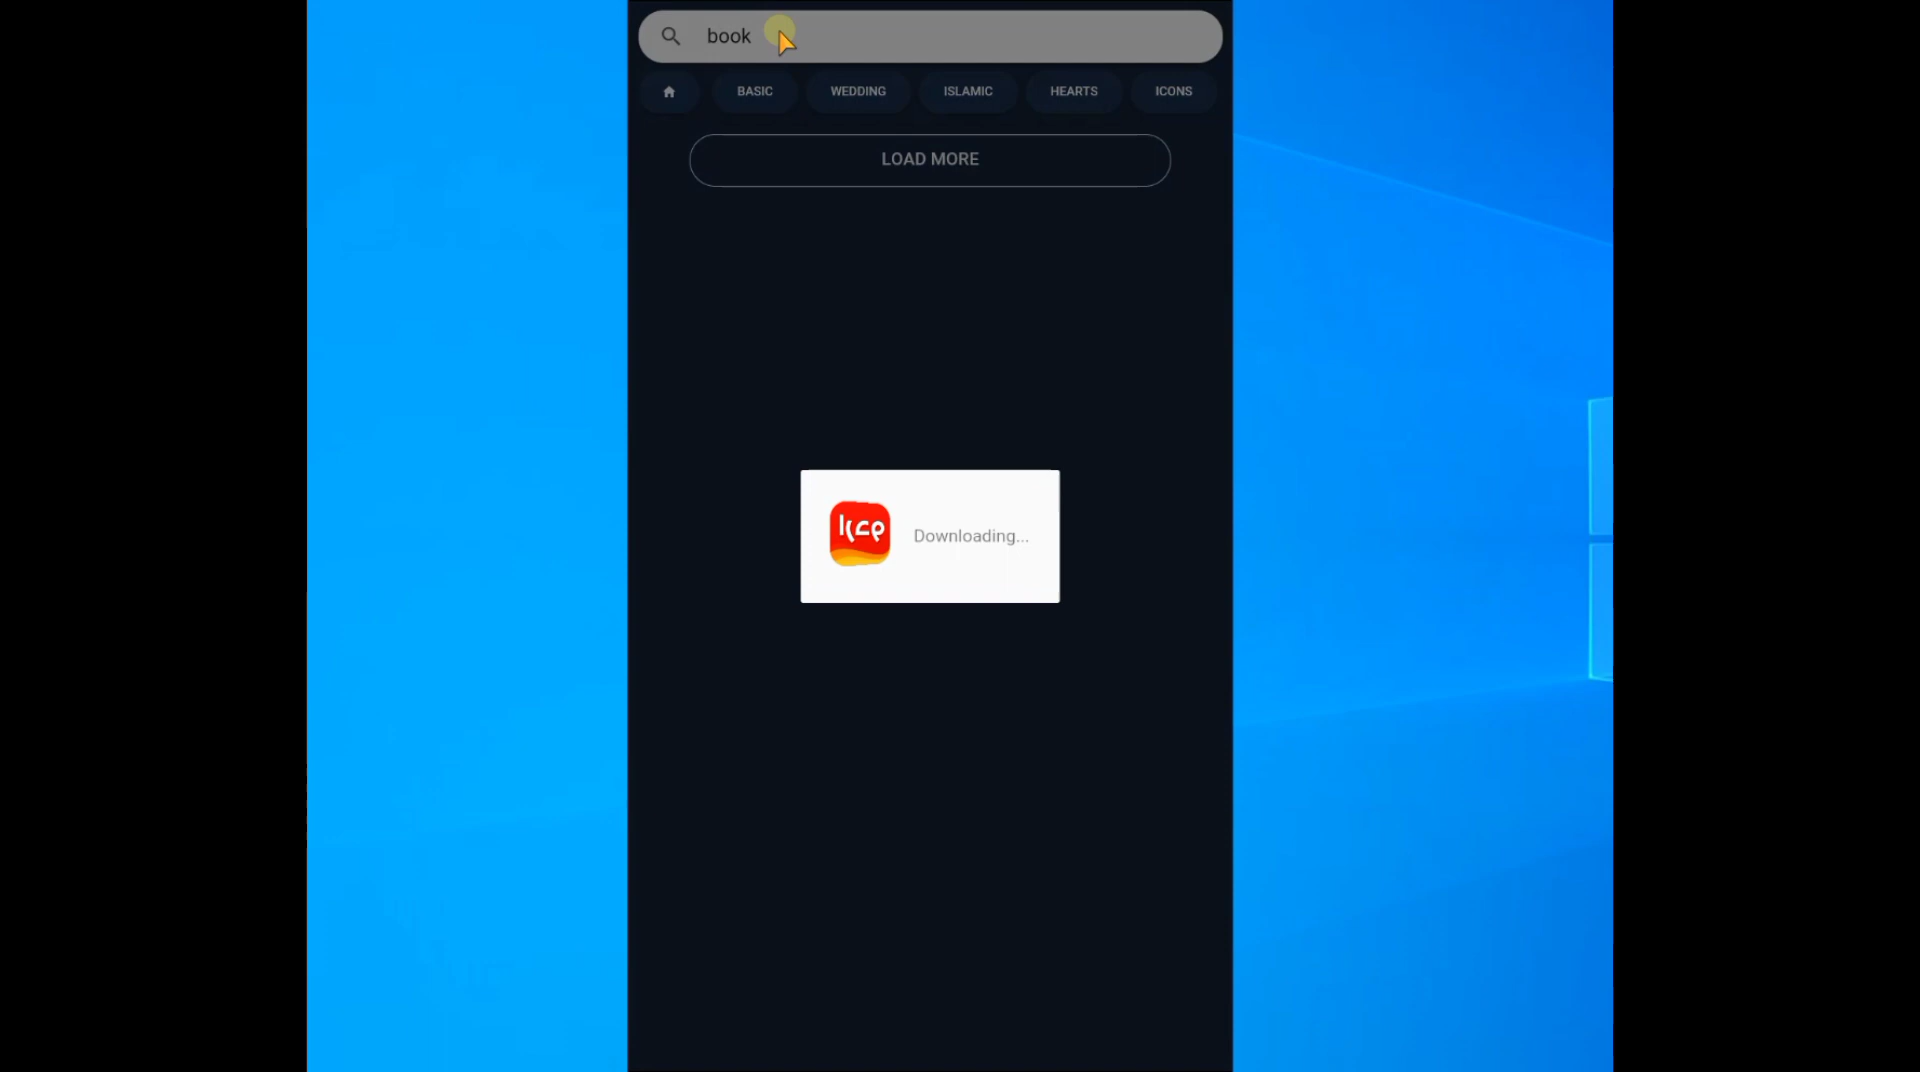 book
BASIC WEDDING ISLAMIC HEARTS ICONS
LOAD MORE
Downloading...